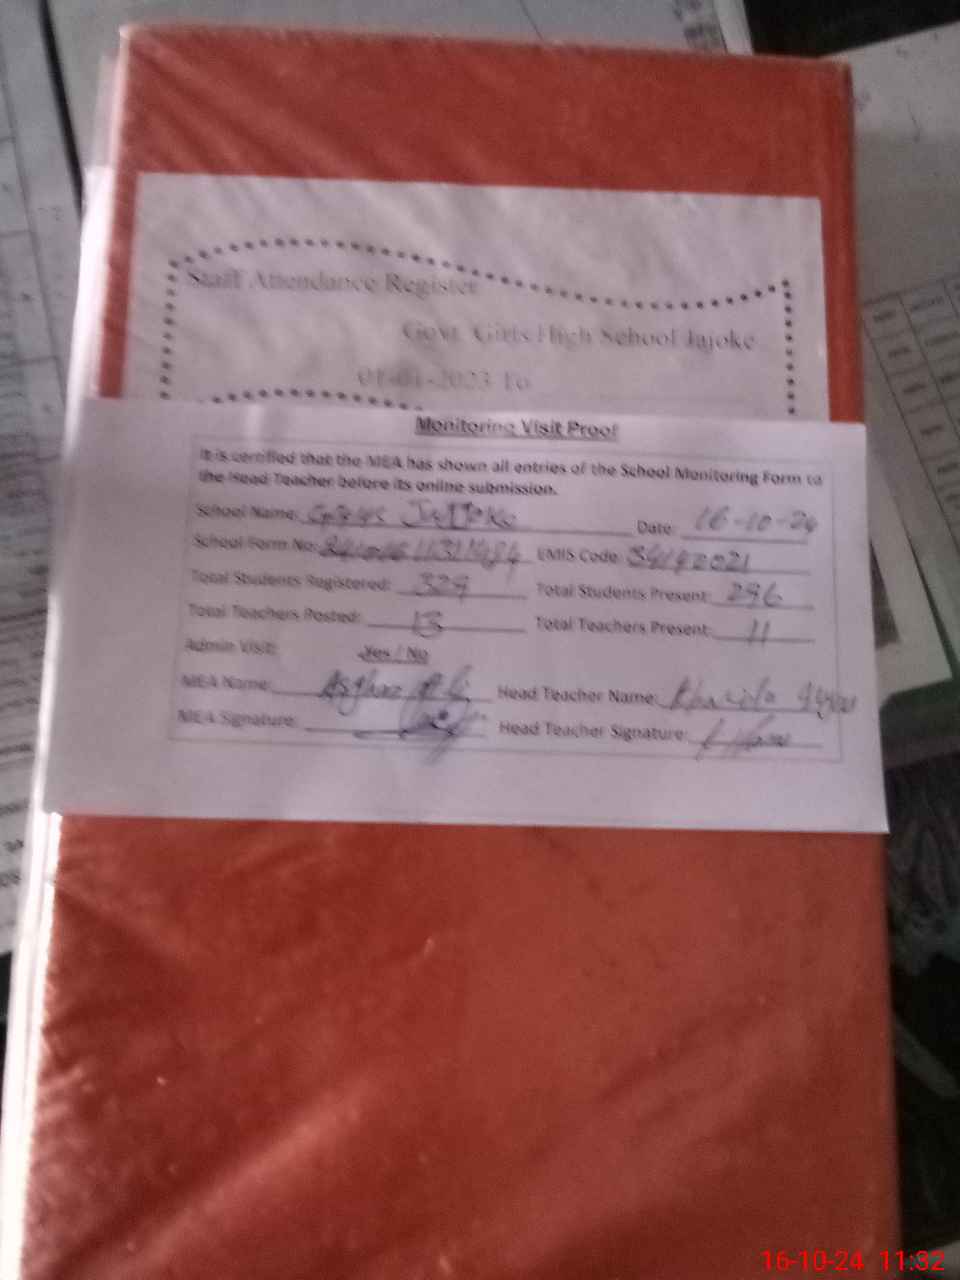 Staff Attendance Register
Govt. Girls High School Jajoke
01-01-2023 To
Monitoring Visit Proof
It is certified that the MEA has shown all entries of the School Monitoring Form to
the Head Teacher before its online submission.
School Name: GGHS Date: 16-10-24
School Form No: EMIS Code: 34142021
Total Students Registered: 329 Total Students Present: 296
Total Teachers Posted: 13 Total Teachers Present: 11
Admin Visit: Yes / No
MEA Name: Asghar Ali Head Teacher Name:
MEA Signature: Head Teacher Signature:
16-10-24 11:32